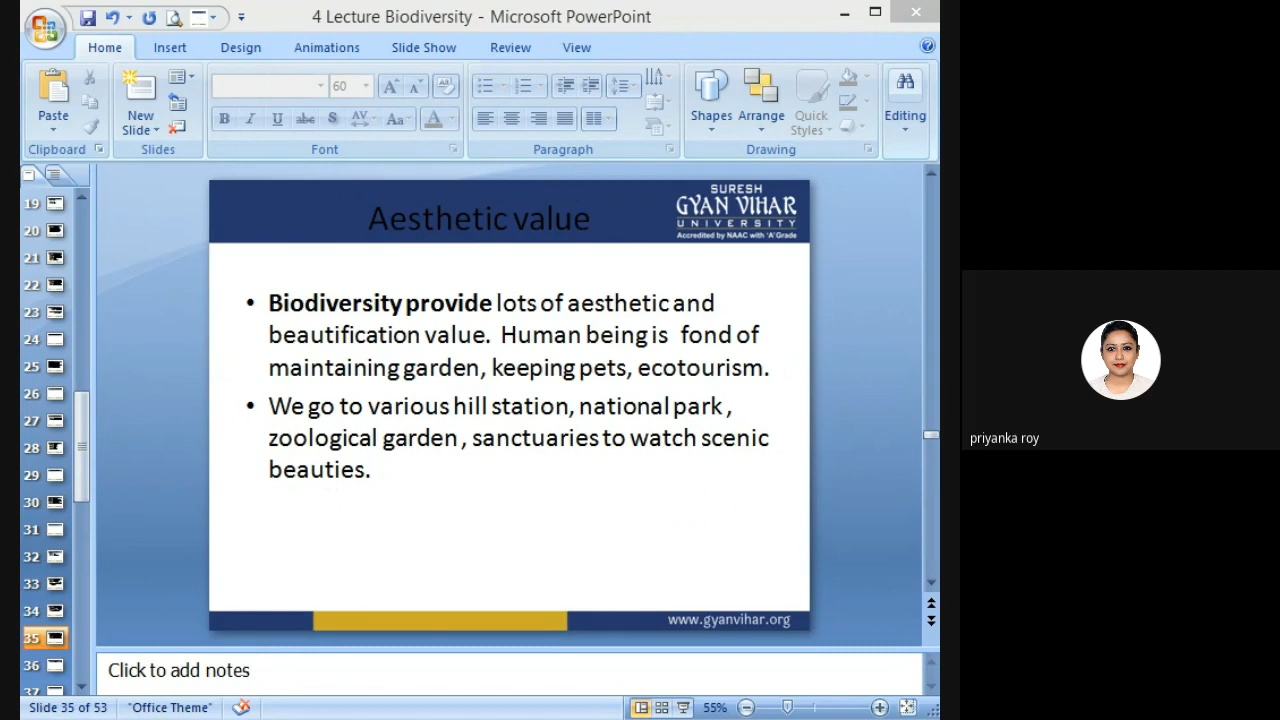 4 Lecture Biodiversity - Microsoft PowerPoint
Home Insert Design Animations Slide Show Review View
60
Paste New Slide Shapes Arrange Quick Styles Editing
B I U abc S AV Aa A
Clipboard Slides Font Paragraph Drawing
19
20
21
22
23
24
25
26
27
28
29
30
31
32
33
34
35
36
37
SURESH
GYAN VIHAR
UNIVERSITY
Accredited by NAAC with 'A' Grade
Aesthetic value
• Biodiversity provide lots of aesthetic and
beautification value. Human being is fond of
maintaining garden, keeping pets, ecotourism.
• We go to various hill station, national park ,
zoological garden , sanctuaries to watch scenic
beauties.
www.gyanvihar.org
Click to add notes
Slide 35 of 53 "Office Theme" 55%
priyanka roy